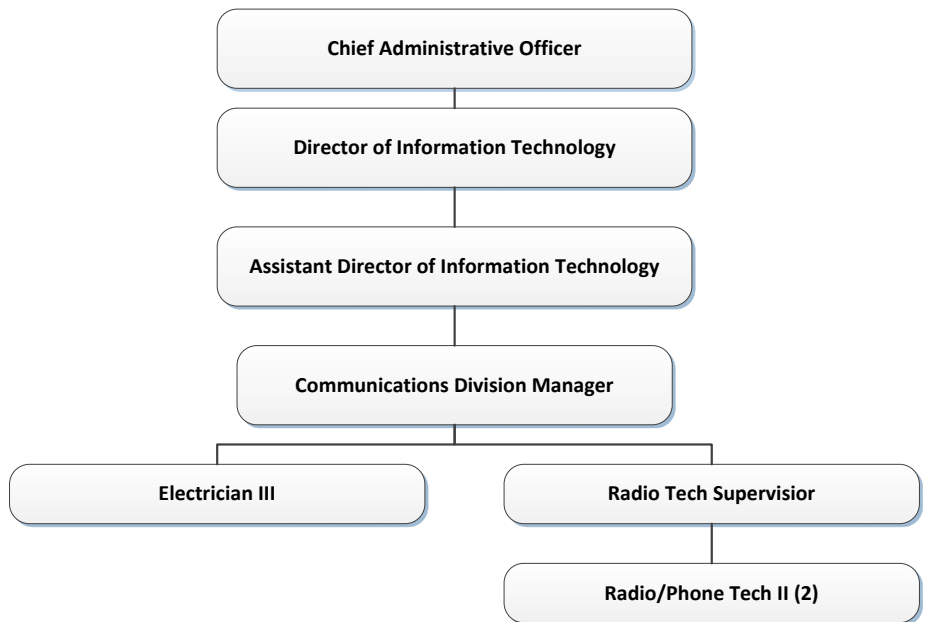 Chief Administrative Officer
Director of Information Technology
Assistant Director of Information Technology
Communications Division Manager
Electrician III
Radio Tech Supervisior
Radio/Phone Tech II (2)